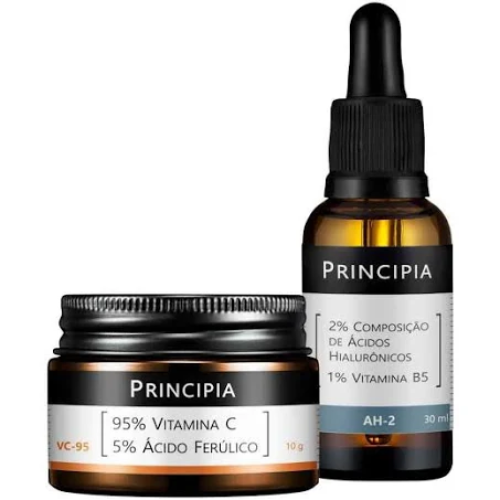 PRINCIPIA
95% VITAMINA C
5% ÁCIDO FERÚLICO
VC-95
10 g
PRINCIPIA
2% COMPOSIÇÃO
DE ÁCIDOS
HIALURÔNICOS
1% VITAMINA B5
AH-2
30 ml